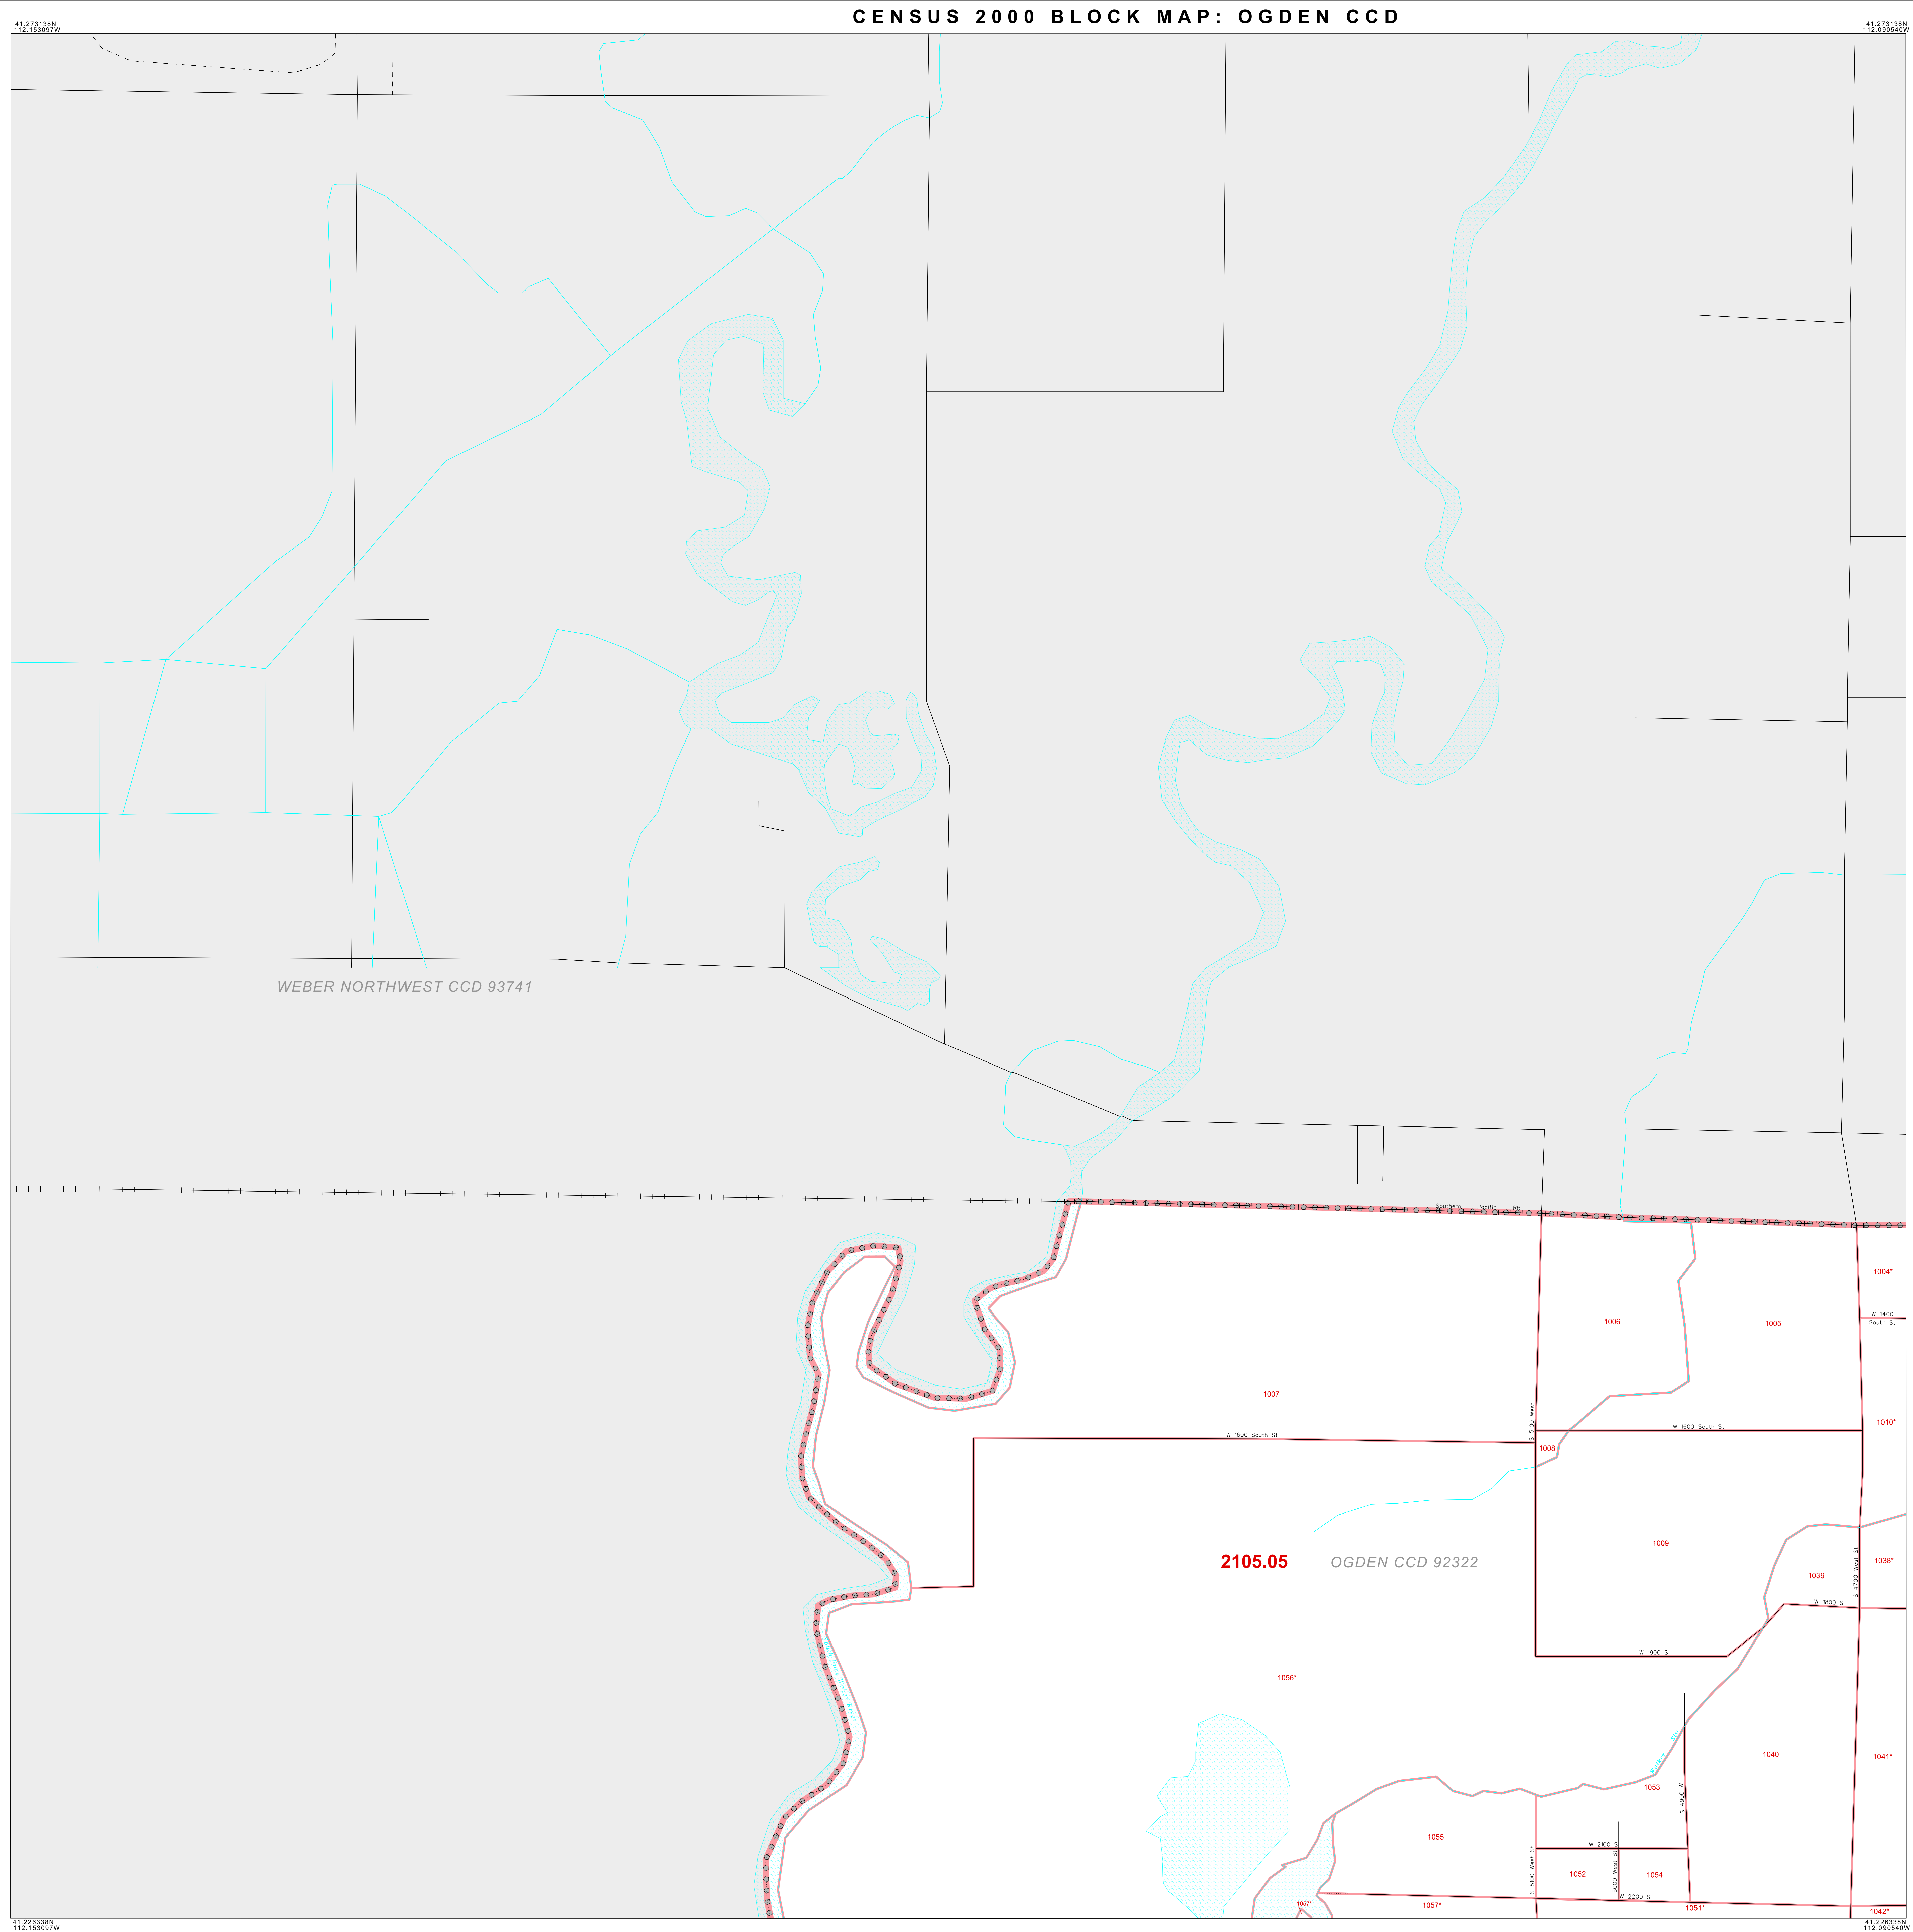 CENSUS 2000 BLOCK MAP: OGDEN CCD
41.273138N
112.153097W
41.273138N
112.090540W
WEBER NORTHWEST CCD 93741
Southern Pacific RR
1004*
W 1400
South St
1006
1005
1007
S 5100 West
1010*
W 1600 South St
W 1600 South St
1008
1009
2105.05
OGDEN CCD 92322
S 4700 West St
1038*
1039
W 1800 S
W 1900 S
1056*
Weber River
1040
1041*
1053
S 4900 W
1055
W 2100 S
S 5100 West St
5000 West St
1052
1054
W 2200 S
1057*
1057*
1051*
1042*
41.226338N
112.153097W
41.226338N
112.090540W